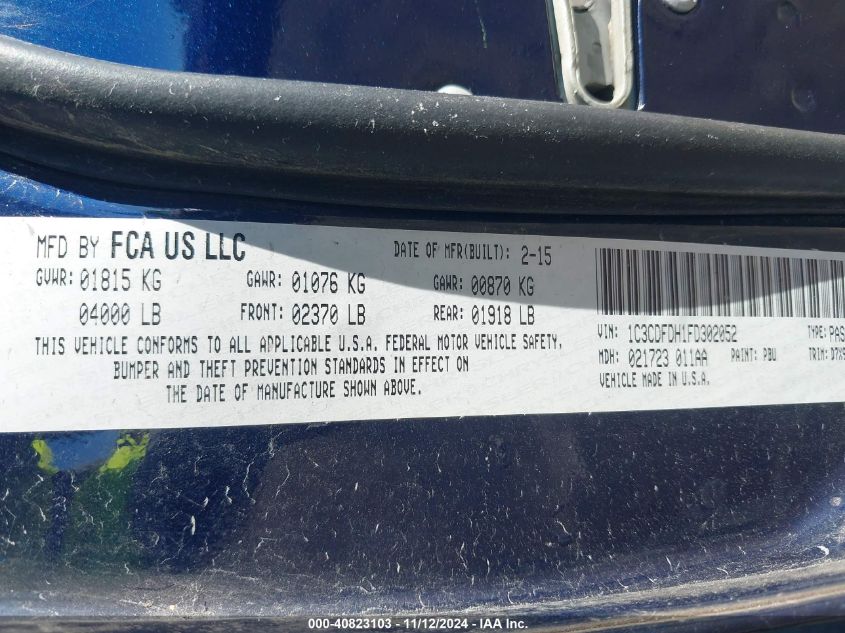 MFD BY FCA US LLC
DATE OF MFR(BUILT): 2-15
GVWR: 01815 KG
GAWR: 01076 KG
GAWR: 00870 KG
04000 LB
FRONT: 02370 LB
REAR: 01918 LB
THIS VEHICLE CONFORMS TO ALL APPLICABLE U.S.A. FEDERAL MOTOR VEHICLE SAFETY,
BUMPER AND THEFT PREVENTION STANDARDS IN EFFECT ON
THE DATE OF MANUFACTURE SHOWN ABOVE.
VIN: 1C3CDFDH1FD302052
TYPE: PAS
MDH: 021723 011AA
PAINT: PBU
TRIM:
VEHICLE MADE IN U.S.A.
000-40823103 - 11/12/2024 - IAA Inc.